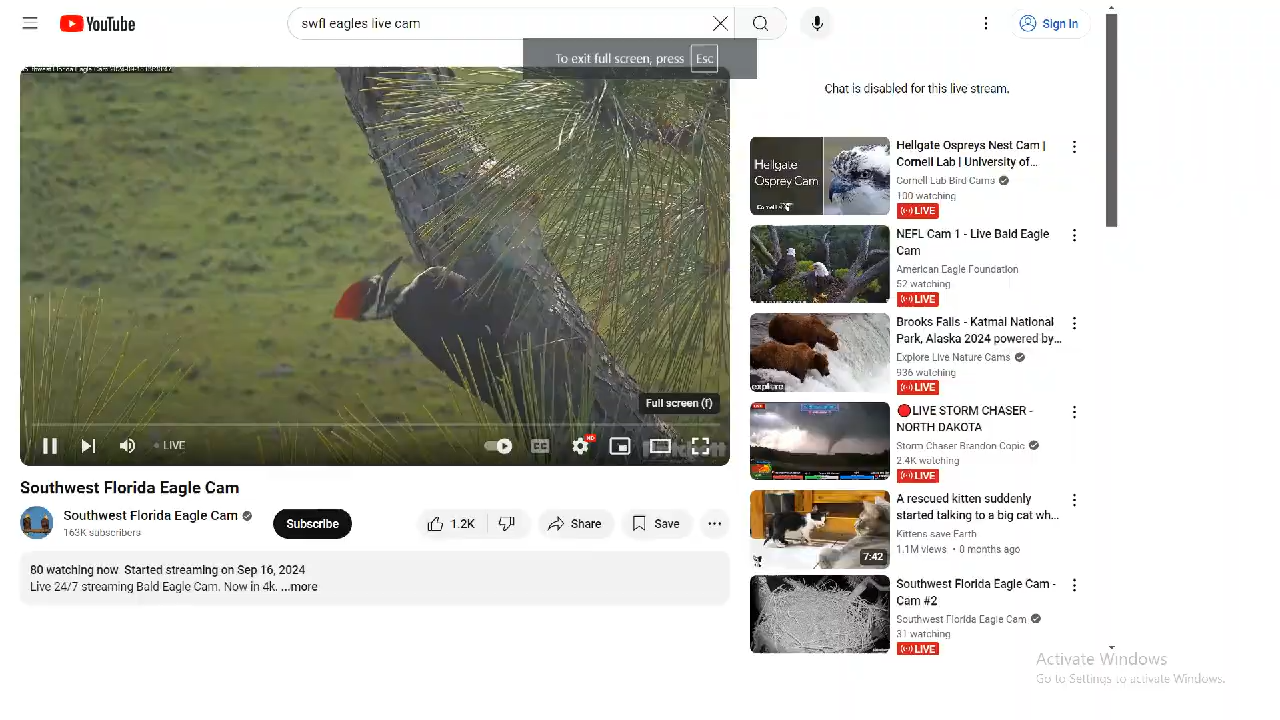 YouTube
swfl eagles live cam
Sign in
To exit full screen, press Esc
Chat is disabled for this live stream.
Full screen (f)
LIVE
CC
HD
Southwest Florida Eagle Cam
Southwest Florida Eagle Cam
163K subscribers
Subscribe
1.2K
Share
Save
80 watching now Started streaming on Sep 16, 2024
Live 24/7 streaming Bald Eagle Cam. Now in 4k. ...more
Hellgate
Osprey Cam
Hellgate Ospreys Nest Cam |
Cornell Lab | University of...
Cornell Lab Bird Cams
100 watching
LIVE
NEFL Cam 1 - Live Bald Eagle
Cam
American Eagle Foundation
52 watching
LIVE
explore
Brooks Falls - Katmai National
Park, Alaska 2024 powered by...
Explore Live Nature Cams
936 watching
LIVE
LIVE STORM CHASER -
NORTH DAKOTA
Storm Chaser Brandon Copic
2.4K watching
LIVE
7:42
A rescued kitten suddenly
started talking to a big cat wh...
Kittens save Earth
1.1M views • 8 months ago
Southwest Florida Eagle Cam -
Cam #2
Southwest Florida Eagle Cam
31 watching
LIVE
Activate Windows
Go to Settings to activate Windows.